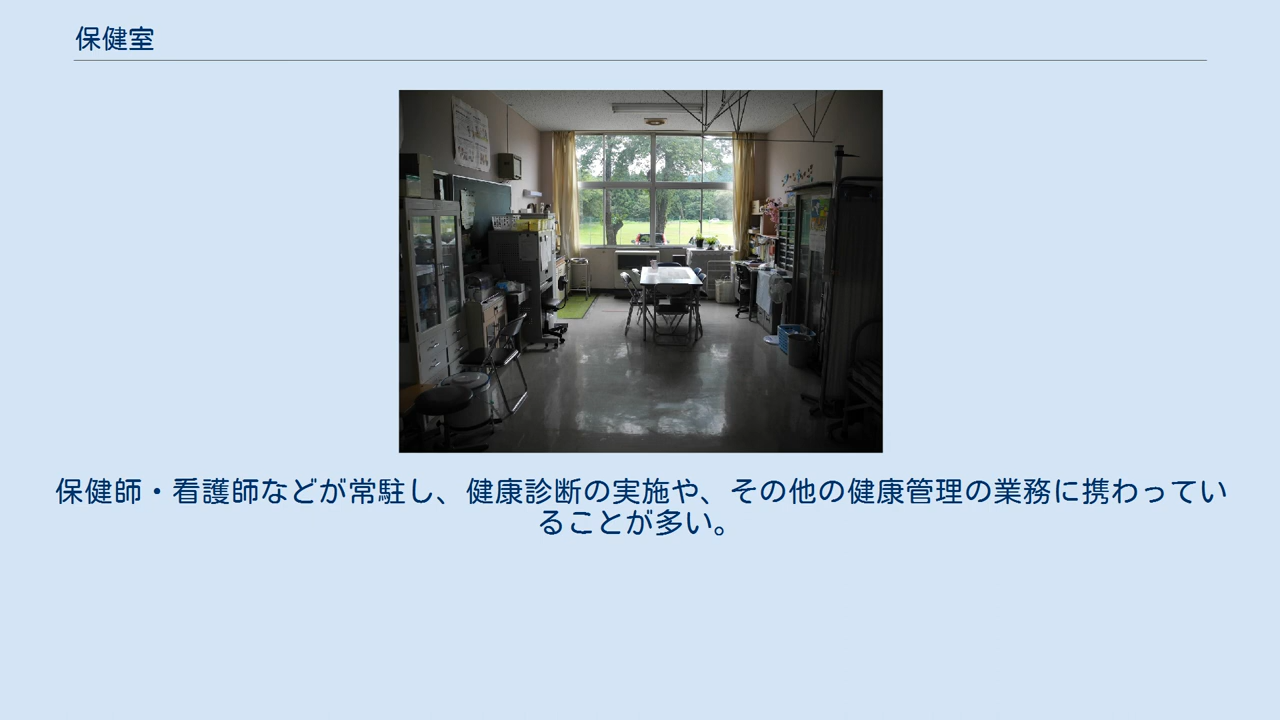 保健室
保健師・看護師などが常駐し、健康診断の実施や、その他の健康管理の業務に携わってい
ることが多い。